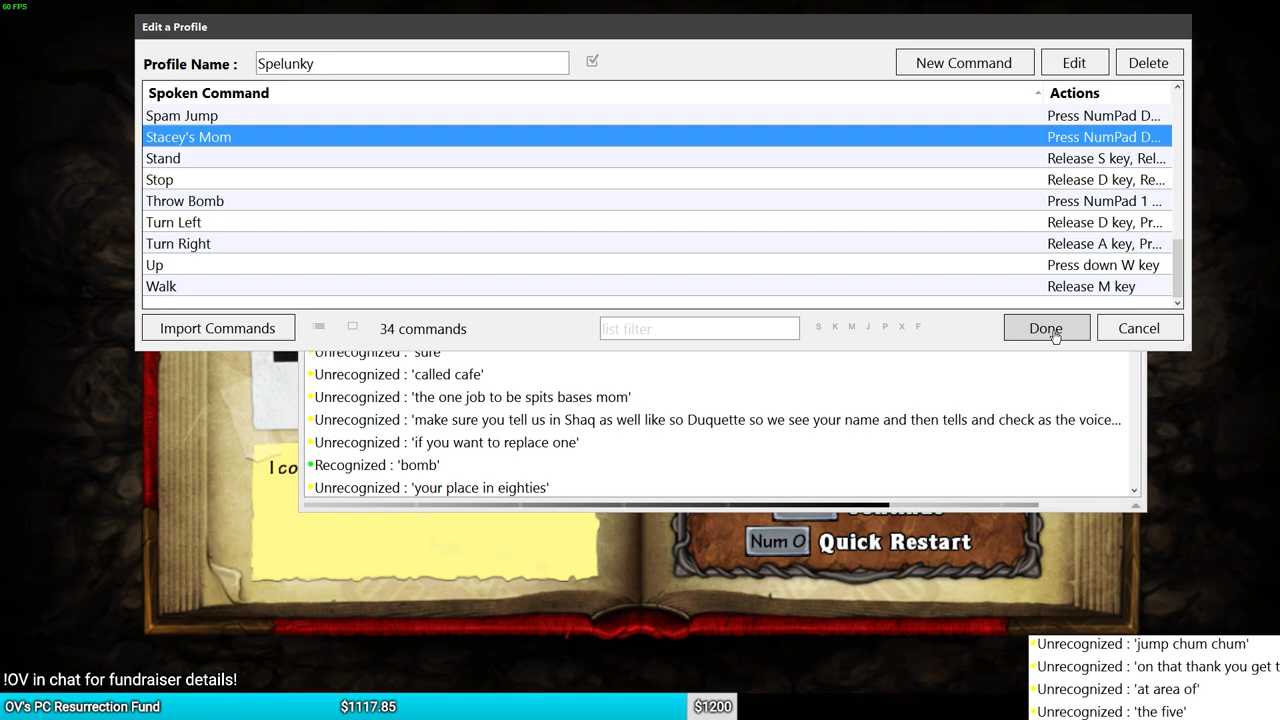 60 FPS
Edit a Profile
Profile Name : Spelunky New Command Edit Delete
Spoken Command Actions
Spam Jump Press NumPad D...
Stacey's Mom Press NumPad D...
Stand Release S key, Rel...
Stop Release D key, Re...
Throw Bomb Press NumPad 1 ...
Turn Left Release D key, Pr...
Turn Right Release A key, Pr...
Up Press down W key
Walk Release M key
Import Commands 34 commands list filter S K M J P X F Done Cancel
Unrecognized : 'sure'
Unrecognized : 'called cafe'
Unrecognized : 'the one job to be spits bases mom'
Unrecognized : 'make sure you tell us in Shaq as well like so Duquette so we see your name and then tells and check as the voice...
Unrecognized : 'if you want to replace one'
I co
Recognized : 'bomb'
Unrecognized : 'your place in eighties'
Num O Quick Restart
Unrecognized : 'jump chum chum'
Unrecognized : 'on that thank you get t
Unrecognized : 'at area of'
Unrecognized : 'the five'
!OV in chat for fundraiser details!
OV's PC Resurrection Fund $1117.85 $1200